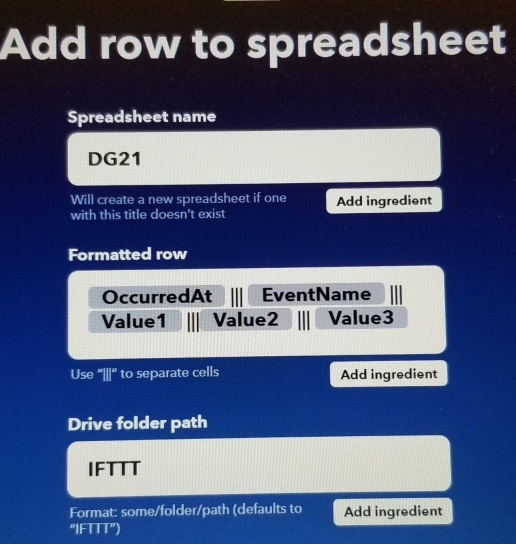 Add row to spreadsheet
Spreadsheet name
DG21
Will create a new spreadsheet if one
with this title doesn't exist
Add ingredient
Formatted row
OccurredAt ||| EventName |||
Value1 ||| Value2 ||| Value3
Use "|||" to separate cells
Add ingredient
Drive folder path
IFTTT
Format: some/folder/path (defaults to
"IFTTT")
Add ingredient